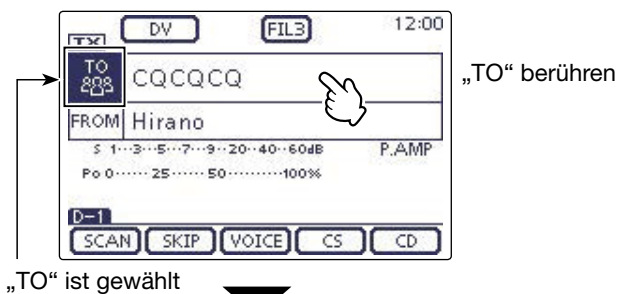 DV FIL3 12:00
TX
TO CQCQCQ
„TO“ berühren
FROM Hirano
S 1···3···5···7···9··20··40··60dB P.AMP
Po 0······25······50··········100%
D-1
SCAN SKIP VOICE CS CD
„TO“ ist gewählt